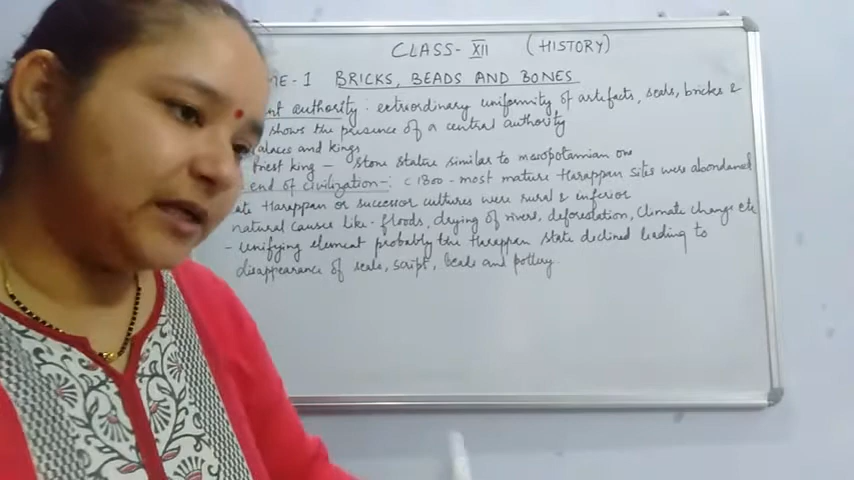 CLASS - XII (HISTORY)
ME-1 BRICKS, BEADS AND BONES
nt authority : extraordinary uniformity of artefacts, seals, bricks &
shows the presence of a central authority
alaces and kings
riest king - stone statue similar to mesopotamian one
end of civilization - : c 1800 - most mature Harappan sites were abondaned
ate Harappan or successor cultures were rural & inferior
natural causes like - floods, drying of rivers, deforestation, climate change etc
- unifying element probably the Harappan state declined leading to
disappearance of seals, script, beads and pottery